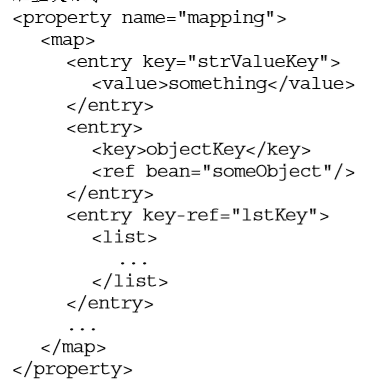 <property name="mapping">
<map>
<entry key="strValueKey">
<value>something</value>
</entry>
<entry>
<key>objectKey</key>
<ref bean="someObject"/>
</entry>
<entry key-ref="lstKey">
<list>
...
</list>
</entry>
...
</map>
</property>